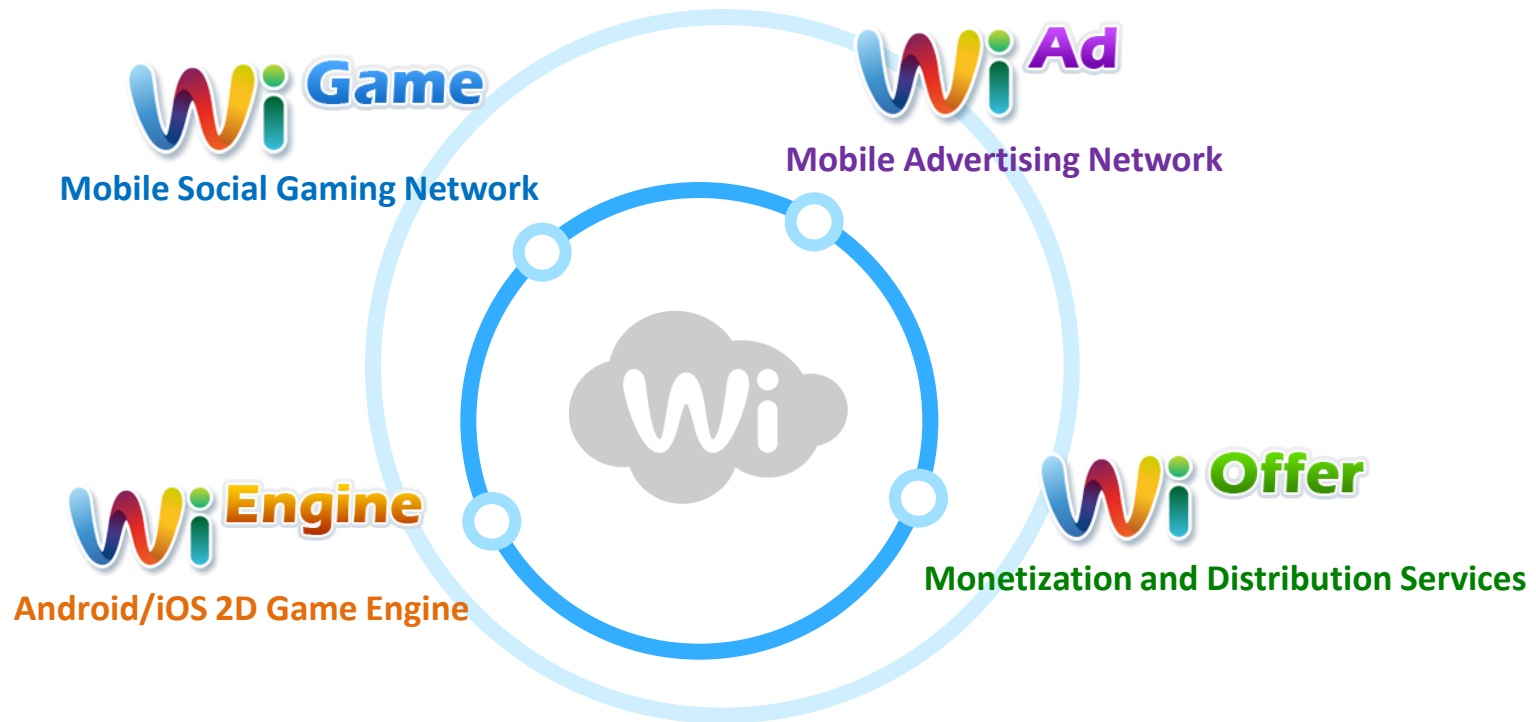 Wi Game
Mobile Social Gaming Network
Wi Ad
Mobile Advertising Network
Wi
Wi Engine
Android/iOS 2D Game Engine
Wi Offer
Monetization and Distribution Services